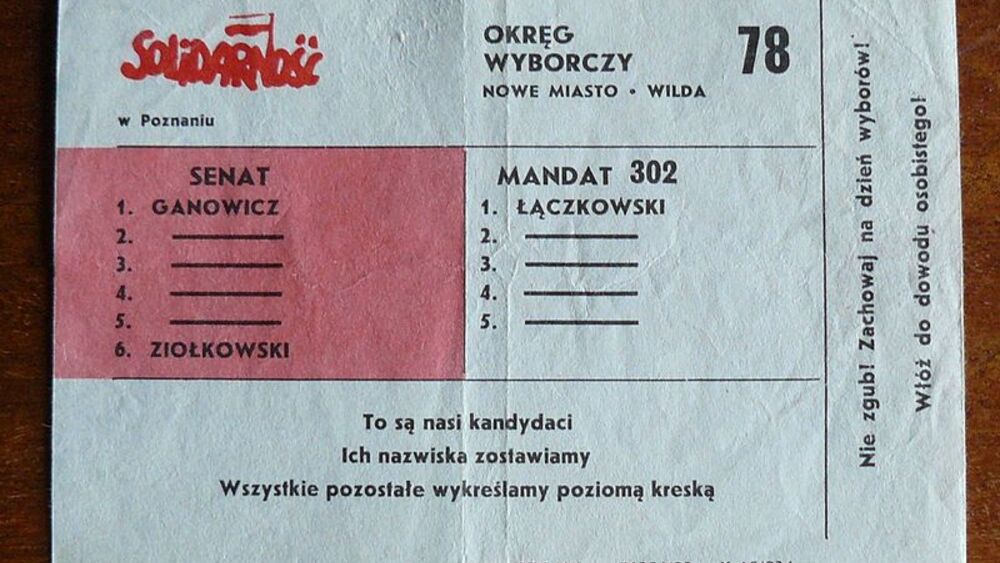 SOLIDARNOŚĆ
w Poznaniu
OKRĘG
WYBORCZY
78
NOWE MIASTO • WILDA
SENAT
1. GANOWICZ
2.
3.
4.
5.
6. ZIOŁKOWSKI
MANDAT 302
1. ŁĄCZKOWSKI
2.
3.
4.
5.
To są nasi kandydaci
Ich nazwiska zostawiamy
Wszystkie pozostałe wykreślamy poziomą kreską
Nie zgub! Zachowaj na dzień wyborów!
Włóż do dowodu osobistego!